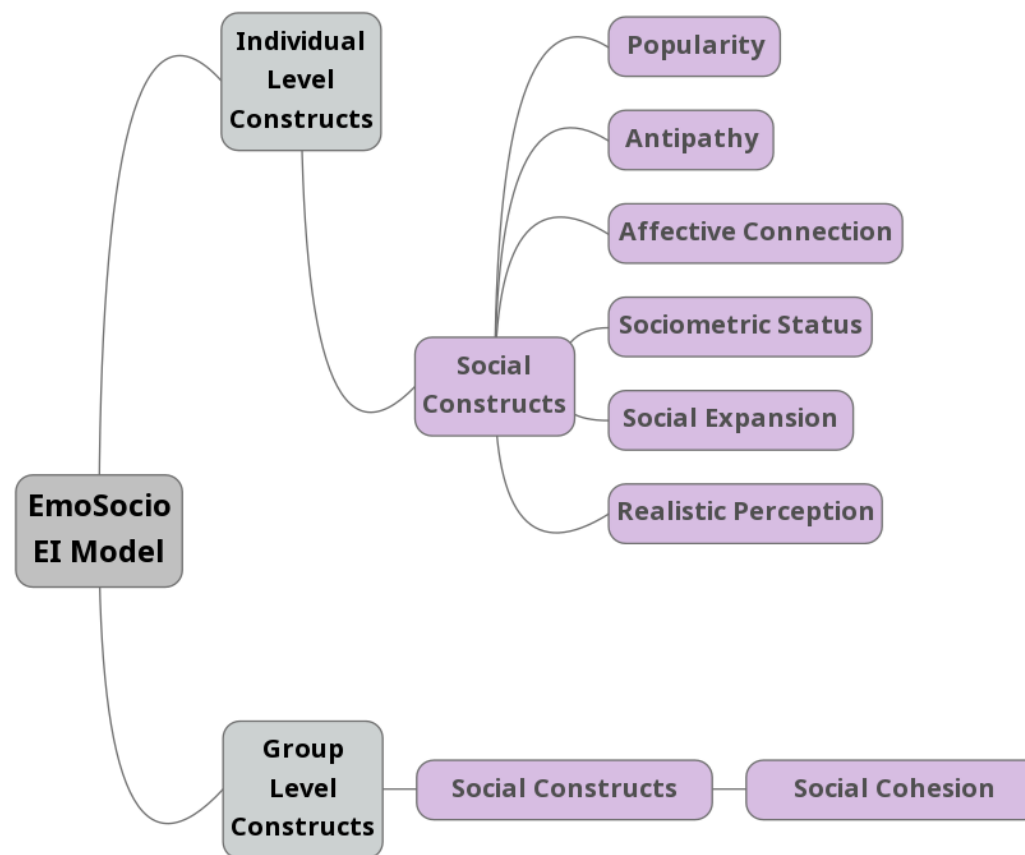 Individual
Level
Constructs
Popularity
Antipathy
Affective Connection
Sociometric Status
Social
Constructs
Social Expansion
Realistic Perception
EmoSocio
EI Model
Group
Level
Constructs
Social Constructs
Social Cohesion